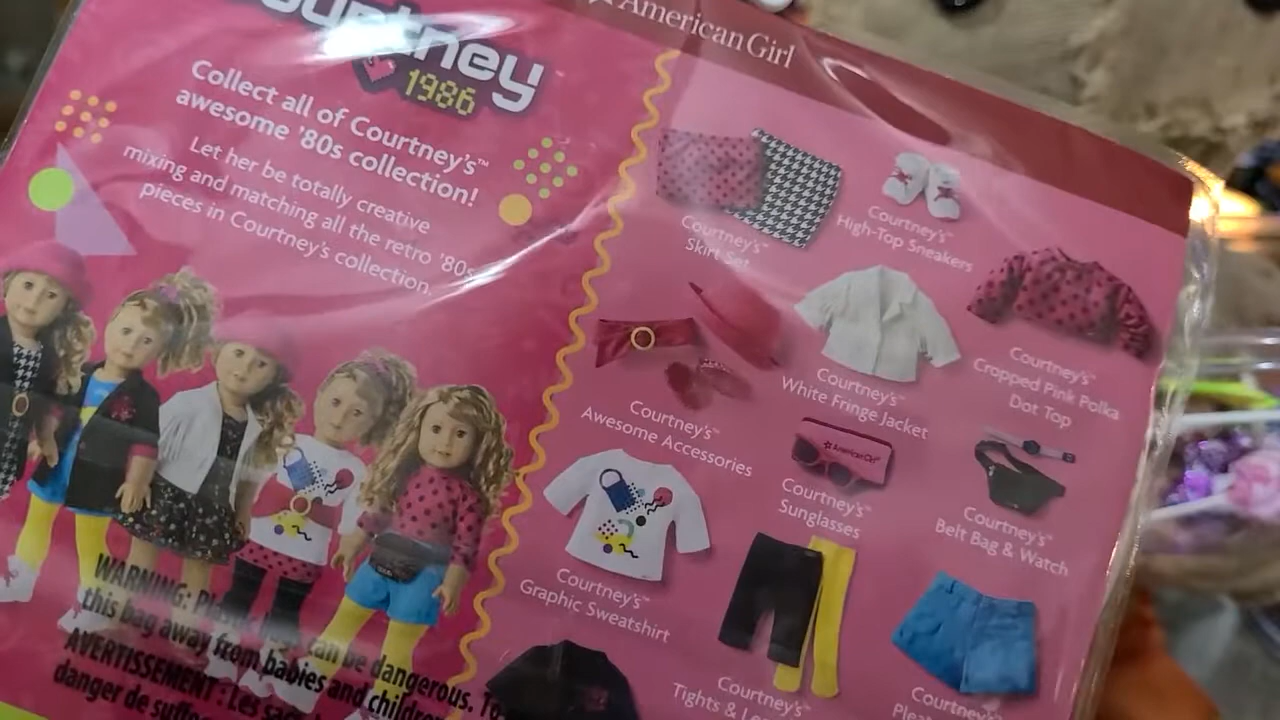 American Girl
1986
Collect all of Courtney's™
awesome '80s collection!
Let her be totally creative
mixing and matching all the retro '80s
pieces in Courtney's collection.
Courtney's™
Skirt Set
Courtney's™
High-Top Sneakers
Courtney's™
Cropped Pink Polka
Dot Top
Courtney's™
White Fringe Jacket
Courtney's™
Awesome Accessories
American Girl
Courtney's™
Sunglasses
Courtney's™
Belt Bag & Watch
Courtney's™
Graphic Sweatshirt
Courtney's™
Tights &
Courtney's
WARNING: Plastic bags can be dangerous. To
this bag away from babies and children
AVERTISSEMENT : Les sacs
danger de